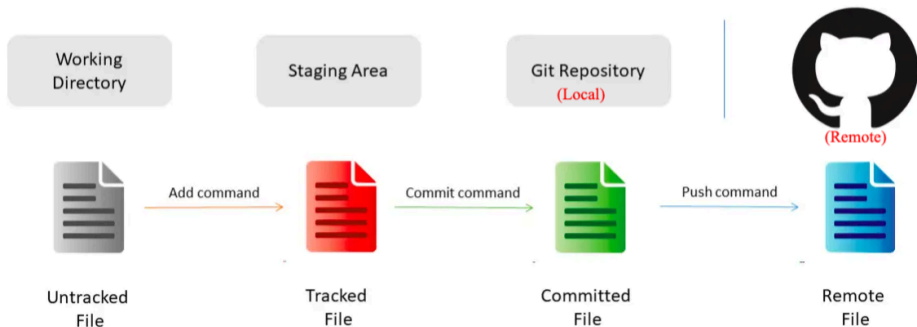 Working
Directory
Staging Area
Git Repository
(Local)
(Remote)
Add command
Commit command
Push command
Untracked
File
Tracked
File
Committed
File
Remote
File